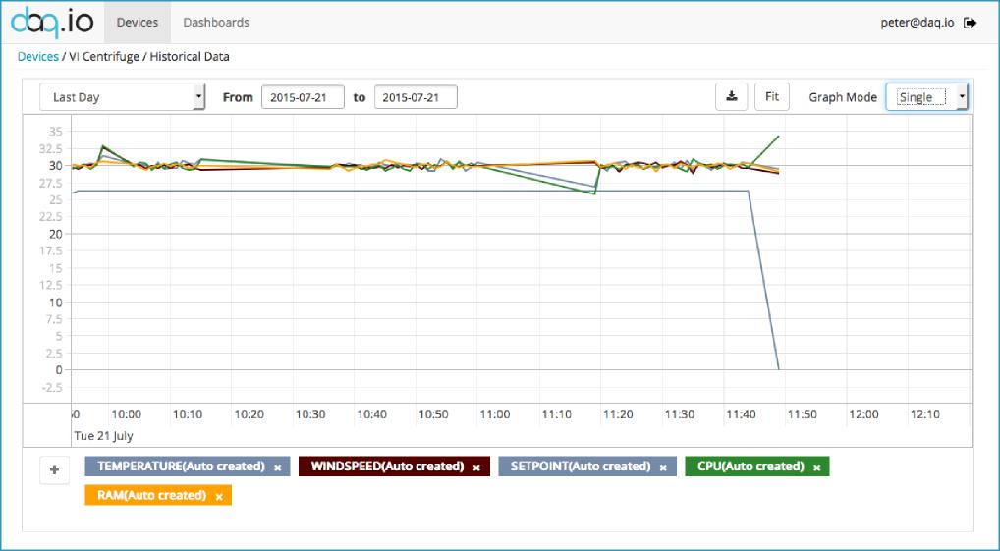 daq.io Devices Dashboards peter@daq.io
Devices / VI Centrifuge / Historical Data
Last Day From 2015-07-21 to 2015-07-21 Fit Graph Mode Single
35
32.5
30
27.5
25
22.5
20
17.5
15
12.5
10
7.5
5
2.5
0
-2.5
10:00 10:10 10:20 10:30 10:40 10:50 11:00 11:10 11:20 11:30 11:40 11:50 12:00 12:10
Tue 21 July
+ TEMPERATURE(Auto created) × WINDSPEED(Auto created) × SETPOINT(Auto created) × CPU(Auto created) ×
RAM(Auto created) ×